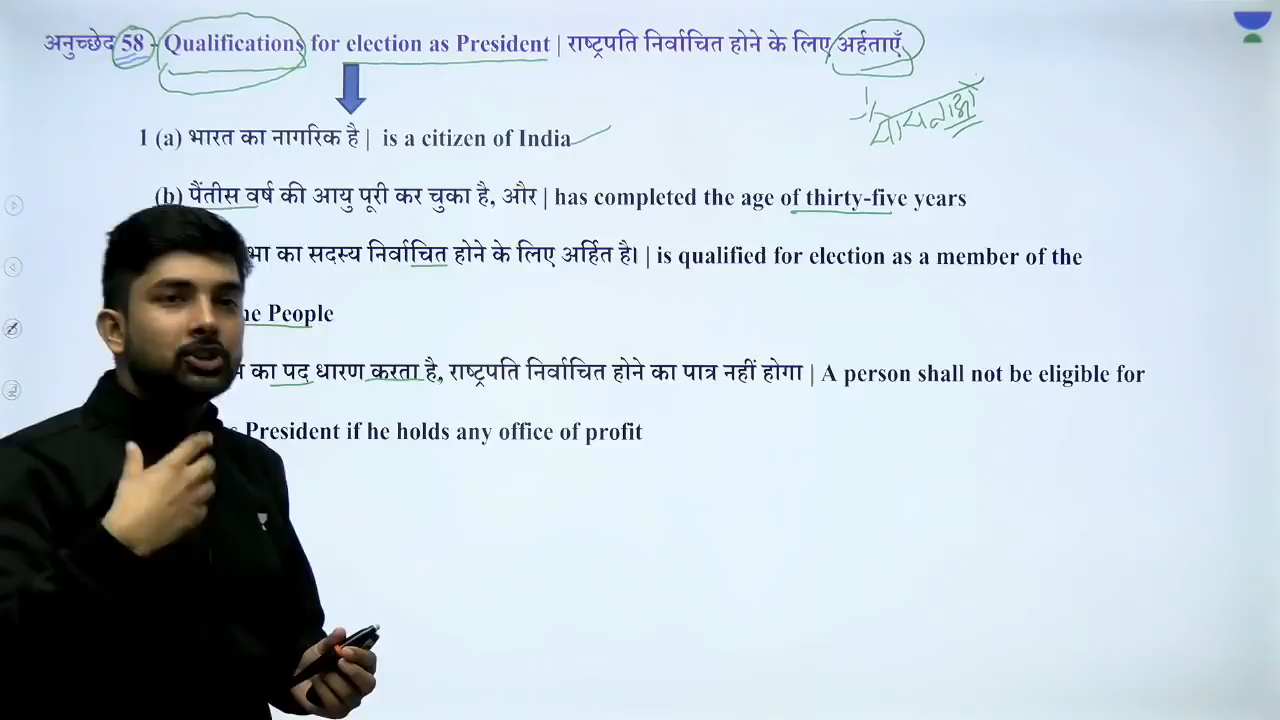 अनुच्छेद 58 - Qualifications for election as President | राष्ट्रपति निर्वाचित होने के लिए अर्हताएँ
1 (a) भारत का नागरिक है | is a citizen of India
(b) पैंतीस वर्ष की आयु पूरी कर चुका है, और | has completed the age of thirty-five years
भा का सदस्य निर्वाचित होने के लिए अर्हित है। | is qualified for election as a member of the
he People
का पद धारण करता है, राष्ट्रपति निर्वाचित होने का पात्र नहीं होगा | A person shall not be eligible for
President if he holds any office of profit